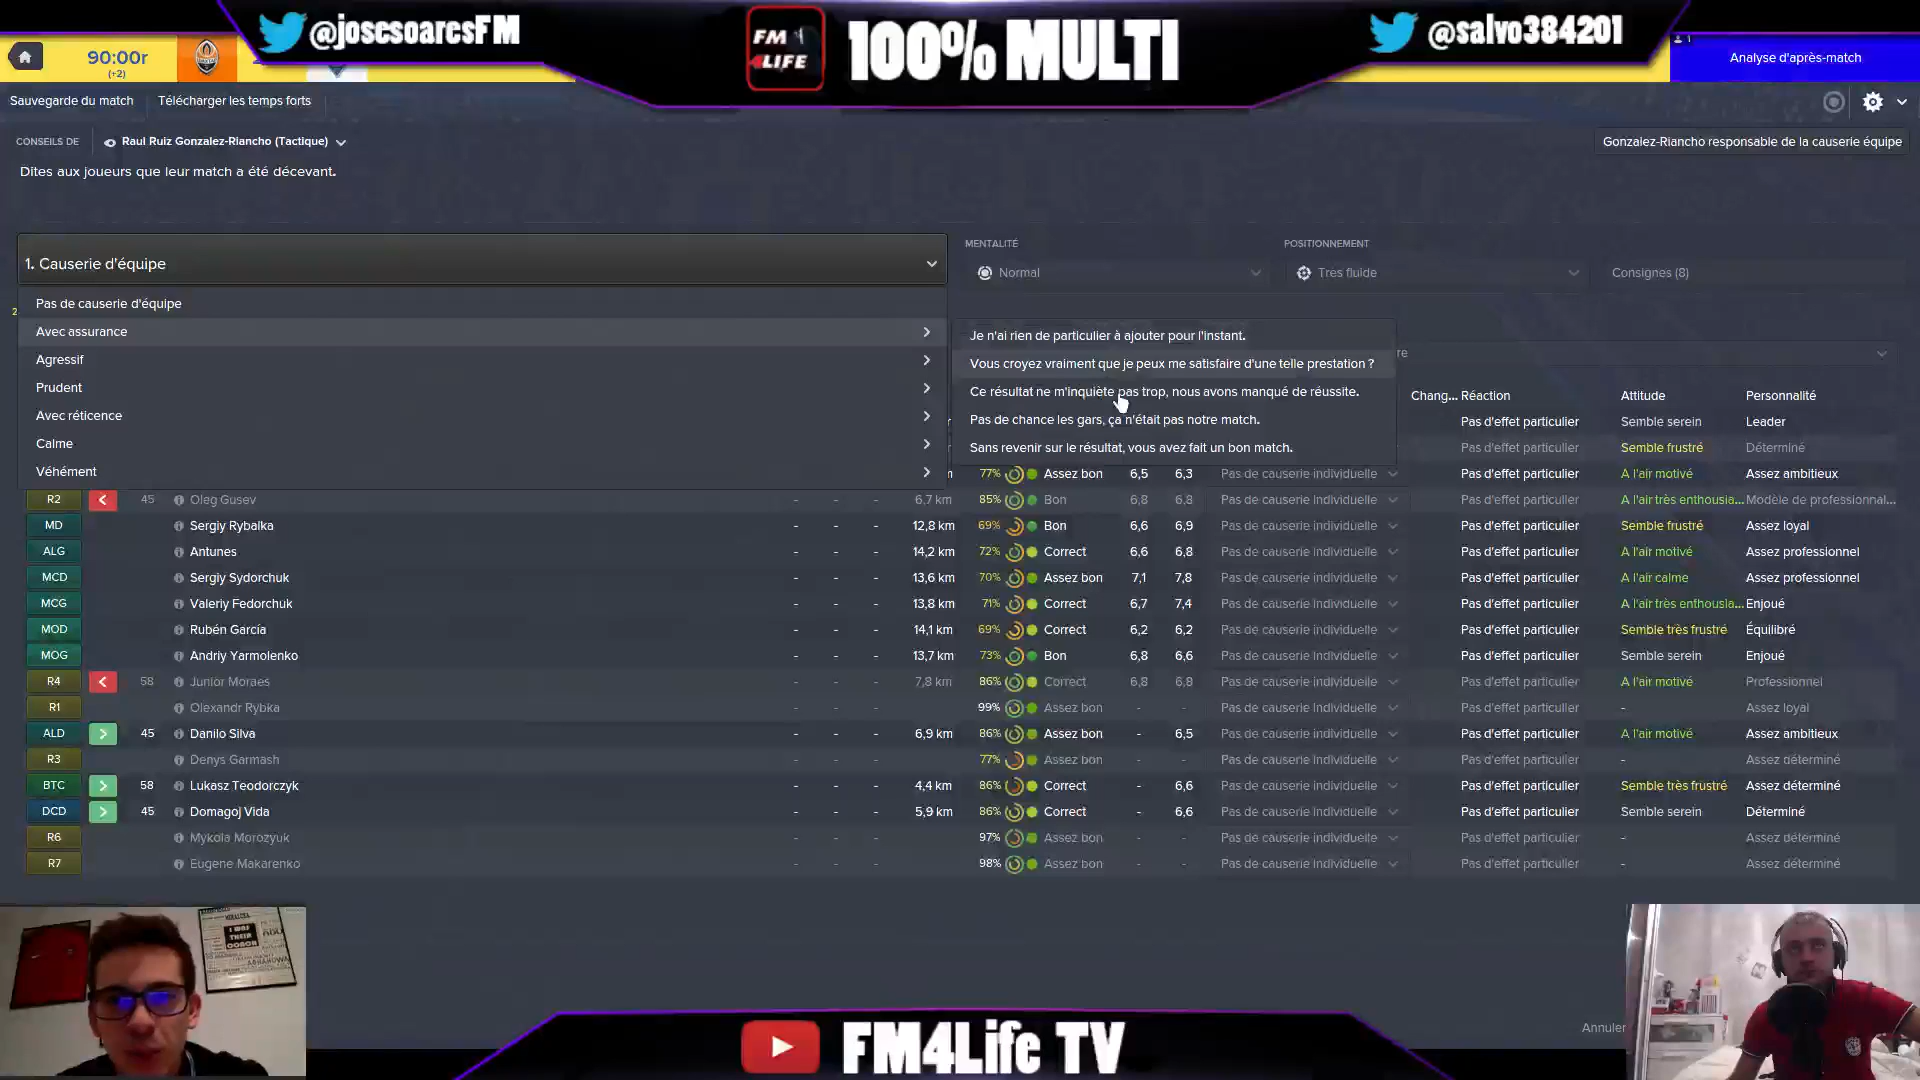 @josesoaresFM
FM 4LIFE
100% MULTI
@salvo384201
90:00r
(+2)
1
Analyse d'après-match
Sauvegarde du match
Télécharger les temps forts
CONSEILS DE
Raul Ruiz Gonzalez-Riancho (Tactique)
Gonzalez-Riancho responsable de la causerie équipe
Dites aux joueurs que leur match a été décevant.
1. Causerie d'équipe
MENTALITÉ
Normal
POSITIONNEMENT
Tres fluide
Consignes (8)
Pas de causerie d'équipe
Avec assurance
Agressif
Prudent
Avec réticence
Calme
Véhément
Je n'ai rien de particulier à ajouter pour l'instant.
Vous croyez vraiment que je peux me satisfaire d'une telle prestation ?
Ce résultat ne m'inquiète pas trop, nous avons manqué de réussite.
Pas de chance les gars, ça n'était pas notre match.
Sans revenir sur le résultat, vous avez fait un bon match.
re
Chang... Réaction Attitude Personnalité
Pas d'effet particulier Semble serein Leader
Pas d'effet particulier Semble frustré Déterminé
77% Assez bon 6,5 6,3 Pas de causerie individuelle Pas d'effet particulier A l'air motivé Assez ambitieux
R2 45 Oleg Gusev - - - 6,7 km 85% Bon 6,8 6,8 Pas de causerie individuelle Pas d'effet particulier A l'air très enthousia... Modèle de professionnal...
MD Sergiy Rybalka - - - 12,8 km 69% Bon 6,6 6,9 Pas de causerie individuelle Pas d'effet particulier Semble frustré Assez loyal
ALG Antunes - - - 14,2 km 72% Correct 6,6 6,8 Pas de causerie individuelle Pas d'effet particulier A l'air motivé Assez professionnel
MCD Sergiy Sydorchuk - - - 13,6 km 70% Assez bon 7,1 7,8 Pas de causerie individuelle Pas d'effet particulier A l'air calme Assez professionnel
MCG Valeriy Fedorchuk - - - 13,8 km 71% Correct 6,7 7,4 Pas de causerie individuelle Pas d'effet particulier A l'air très enthousia... Enjoué
MOD Rubén García - - - 14,1 km 69% Correct 6,2 6,2 Pas de causerie individuelle Pas d'effet particulier Semble très frustré Équilibré
MOG Andriy Yarmolenko - - - 13,7 km 73% Bon 6,8 6,6 Pas de causerie individuelle Pas d'effet particulier Semble serein Enjoué
R4 58 Junior Moraes - - - 7,8 km 86% Correct 6,8 6,8 Pas de causerie individuelle Pas d'effet particulier A l'air motivé Professionnel
R1 Olexandr Rybka - - - 99% Assez bon - - Pas de causerie individuelle Pas d'effet particulier - Assez loyal
ALD 45 Danilo Silva - - - 6,9 km 86% Assez bon - 6,5 Pas de causerie individuelle Pas d'effet particulier A l'air motivé Assez ambitieux
R3 Denys Garmash - - - 77% Assez bon - - Pas de causerie individuelle Pas d'effet particulier - Assez déterminé
BTC 58 Lukasz Teodorczyk - - - 4,4 km 86% Correct - 6,6 Pas de causerie individuelle Pas d'effet particulier Semble très frustré Assez déterminé
DCD 45 Domagoj Vida - - - 5,9 km 86% Correct - 6,6 Pas de causerie individuelle Pas d'effet particulier Semble serein Déterminé
R6 Mykola Morozyuk - - - 97% Assez bon - - Pas de causerie individuelle Pas d'effet particulier - Assez déterminé
R7 Eugene Makarenko - - - 98% Assez bon - - Pas de causerie individuelle Pas d'effet particulier - Assez déterminé
I WAS THEIR
Annuler
FM4Life TV